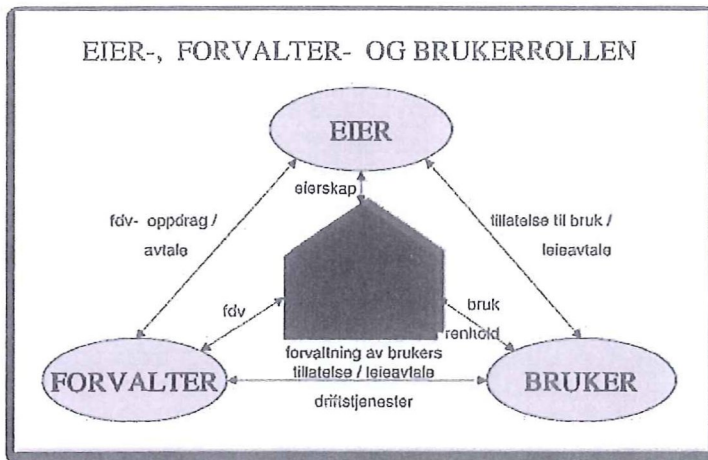 EIER-, FORVALTER- OG BRUKERROLLEN
EIER
eierskap
fdv- oppdrag /
avtale
tillatelse til bruk /
leieavtale
fdv
bruk
renhold
forvaltning av brukers
tillatelse / leieavtale
FORVALTER
BRUKER
driftstjenester